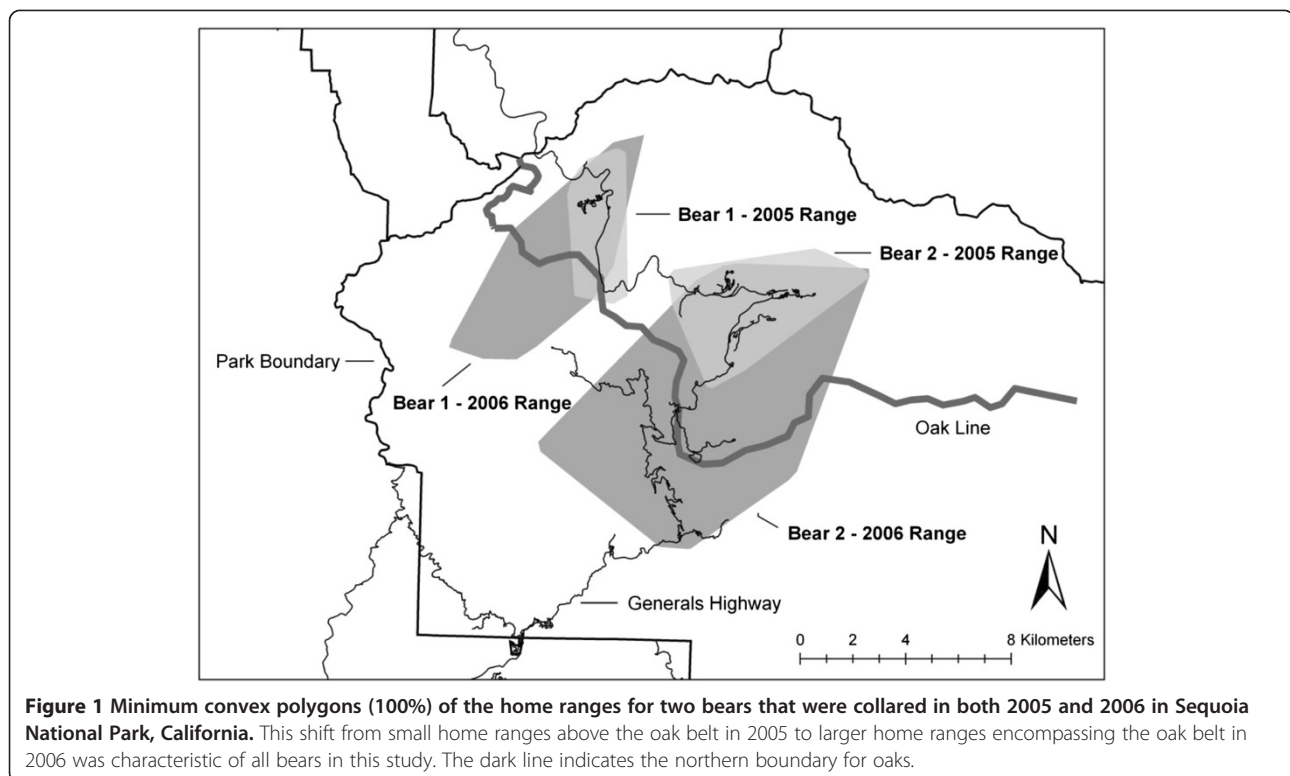 Bear 1 - 2005 Range
Bear 2 - 2005 Range
Park Boundary
Bear 1 - 2006 Range
Oak Line
Bear 2 - 2006 Range
N
Generals Highway
0 2 4 8 Kilometers
Figure 1 Minimum convex polygons (100%) of the home ranges for two bears that were collared in both 2005 and 2006 in Sequoia
National Park, California. This shift from small home ranges above the oak belt in 2005 to larger home ranges encompassing the oak belt in
2006 was characteristic of all bears in this study. The dark line indicates the northern boundary for oaks.